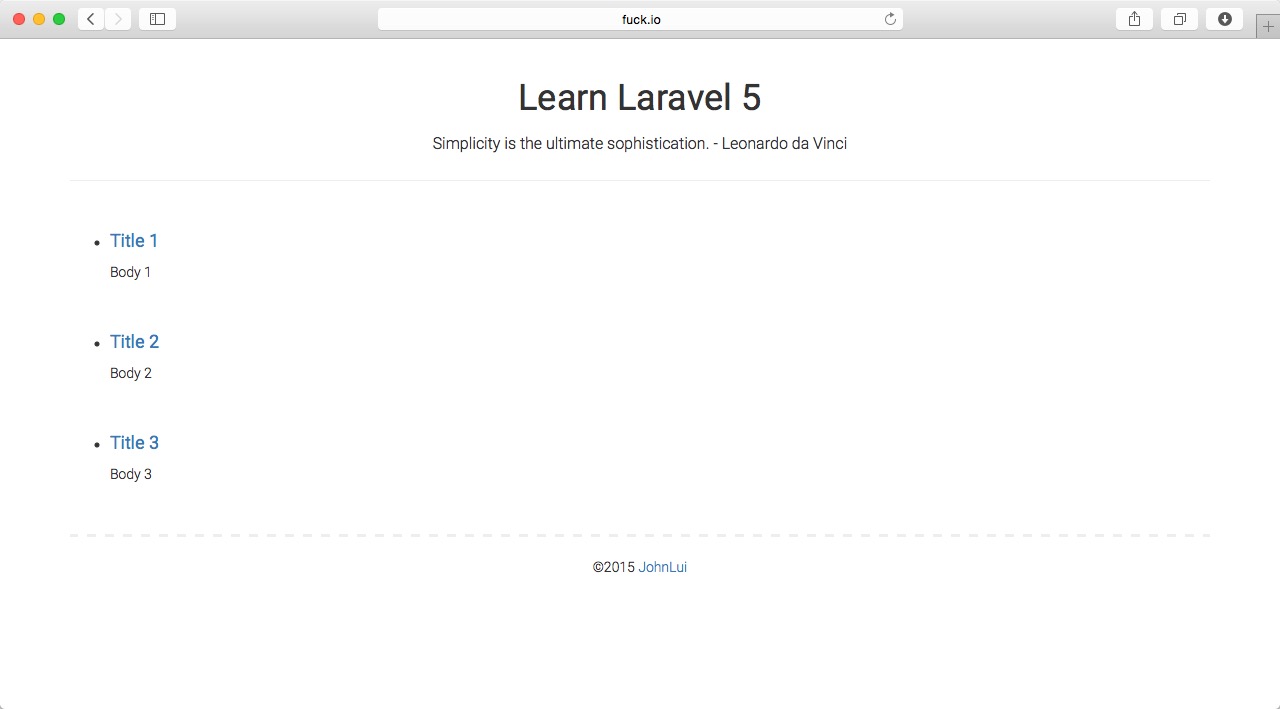 fuck.io
Learn Laravel 5
Simplicity is the ultimate sophistication. - Leonardo da Vinci
Title 1
Body 1
Title 2
Body 2
Title 3
Body 3
©2015 JohnLui